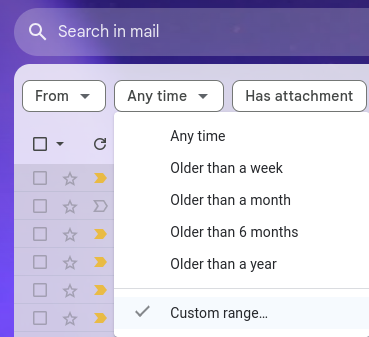 Search in mail
From Any time Has attachment
Any time
Older than a week
Older than a month
Older than 6 months
Older than a year
Custom range...